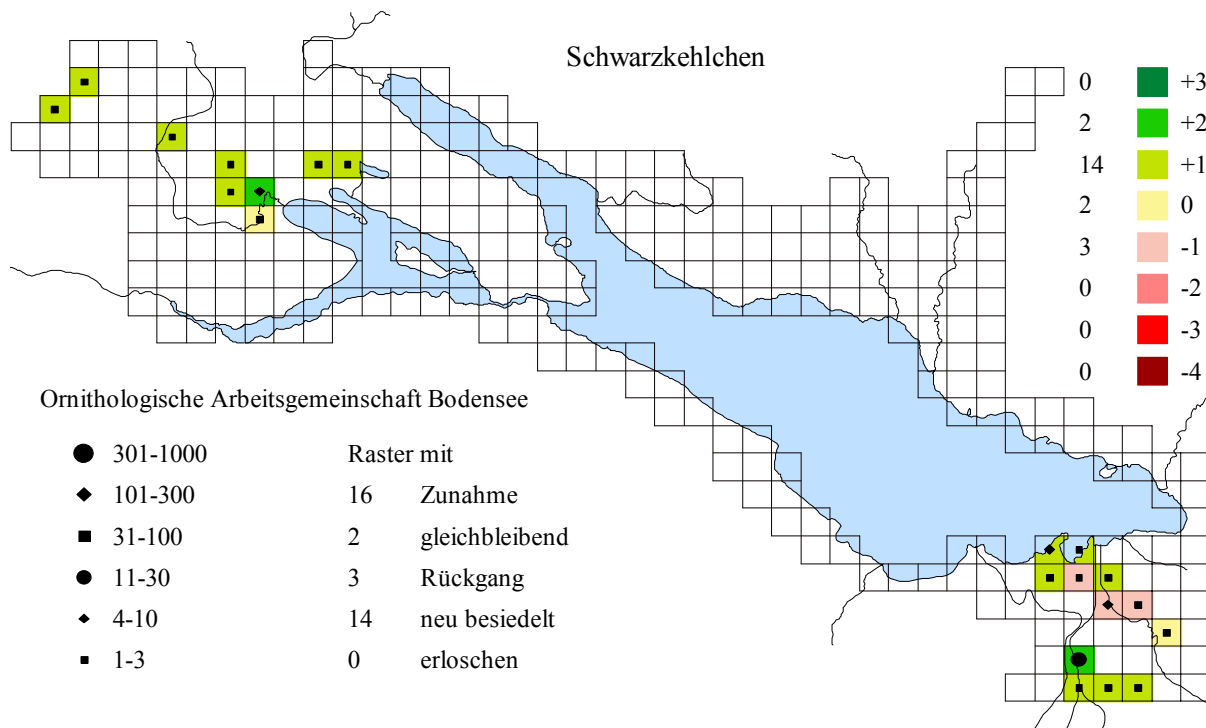 Schwarzkehlchen
0 +3
2 +2
14 +1
2 0
3 -1
0 -2
0 -3
0 -4
Ornithologische Arbeitsgemeinschaft Bodensee
301-1000 Raster mit
101-300 16 Zunahme
31-100 2 gleichbleibend
11-30 3 Rückgang
4-10 14 neu besiedelt
1-3 0 erloschen